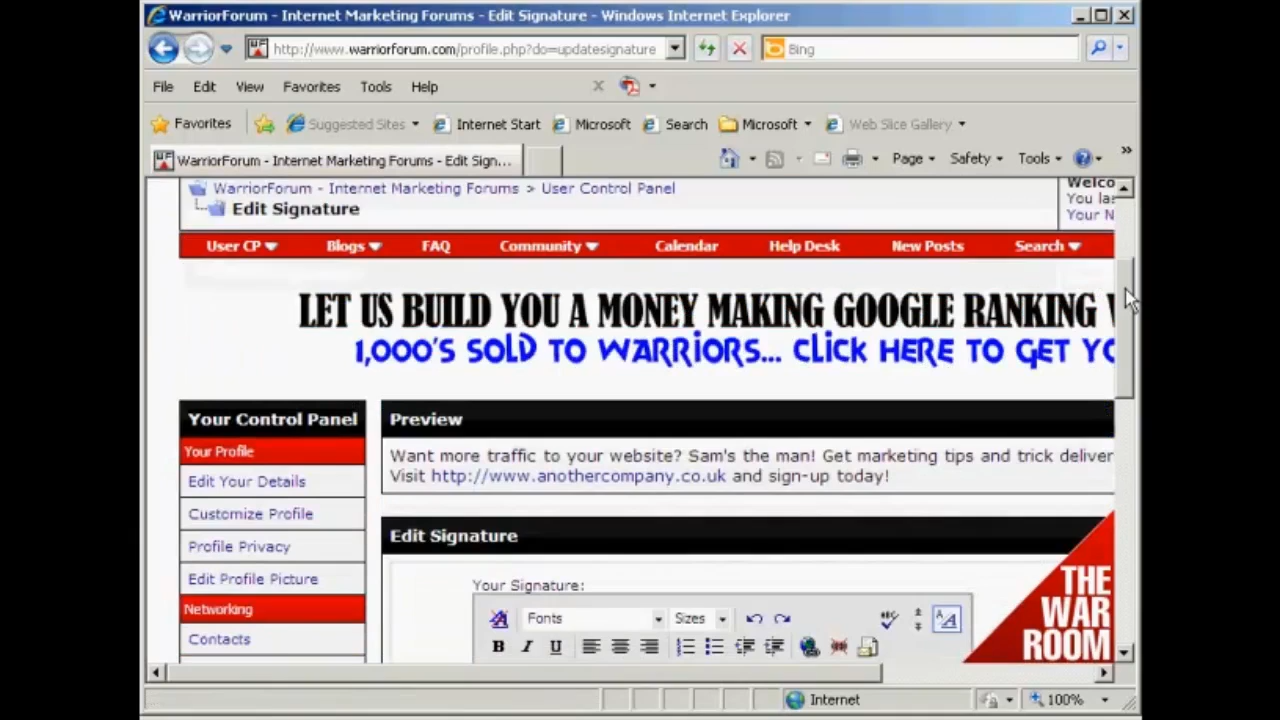 WarriorForum - Internet Marketing Forums - Edit Signature - Windows Internet Explorer
http://www.warriorforum.com/profile.php?do=updatesignature
Bing
File Edit View Favorites Tools Help
Favorites Suggested Sites Internet Start Microsoft Search Microsoft Web Slice Gallery
WarriorForum - Internet Marketing Forums - Edit Sign... Page Safety Tools
WarriorForum - Internet Marketing Forums > User Control Panel
Edit Signature
Welco
You las
Your N
User CP Blogs FAQ Community Calendar Help Desk New Posts Search
LET US BUILD YOU A MONEY MAKING GOOGLE RANKING
1,000's SOLD TO WARRIORS... CLICK HERE TO GET YO
Your Control Panel
Your Profile
Edit Your Details
Customize Profile
Profile Privacy
Edit Profile Picture
Networking
Contacts
Preview
Want more traffic to your website? Sam's the man! Get marketing tips and trick deliver
Visit http://www.anothercompany.co.uk and sign-up today!
Edit Signature
Your Signature:
Fonts Sizes
B I U
THE
WAR
ROOM
Internet 100%